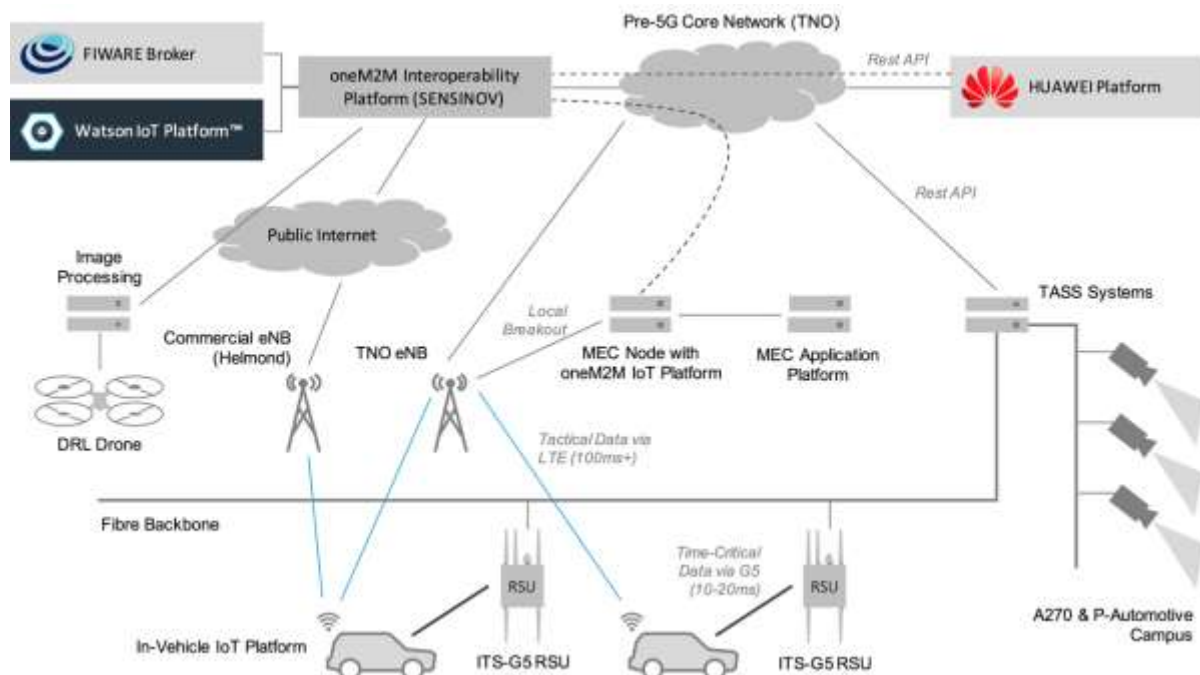 Pre-5G Core Network (TNO)
FIWARE Broker
oneM2M Interoperability
Platform (SENSINOV)
Rest API
HUAWEI Platform
Watson IoT Platform™
Rest API
Public Internet
Image
Processing
TASS Systems
Local
Breakout
Commercial eNB
(Helmond)
TNO eNB
MEC Node with
oneM2M IoT Platform
MEC Application
Platform
DRL Drone
Tactical Data via
LTE (100ms+)
Fibre Backbone
Time-Critical
Data via G5
(10-20ms)
RSU
RSU
A270 & P-Automotive
Campus
In-Vehicle IoT Platform
ITS-G5 RSU
ITS-G5 RSU